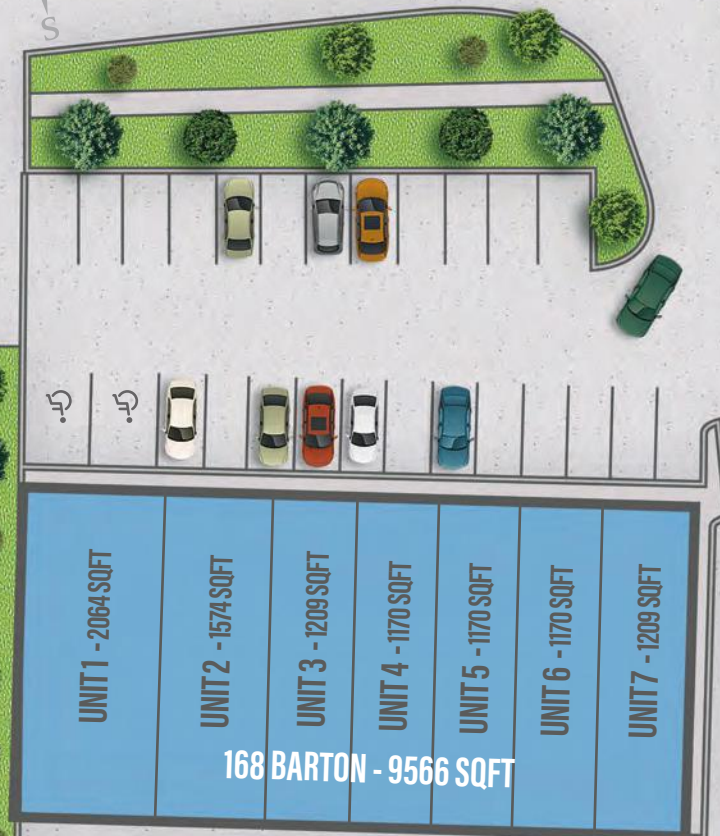 S
UNIT 1 - 2064 SQFT
UNIT 2 - 1574 SQFT
UNIT 3 - 1209 SQFT
UNIT 4 - 1170 SQFT
UNIT 5 - 1170 SQFT
UNIT 6 - 1170 SQFT
UNIT 7 - 1209 SQFT
168 BARTON - 9566 SQFT